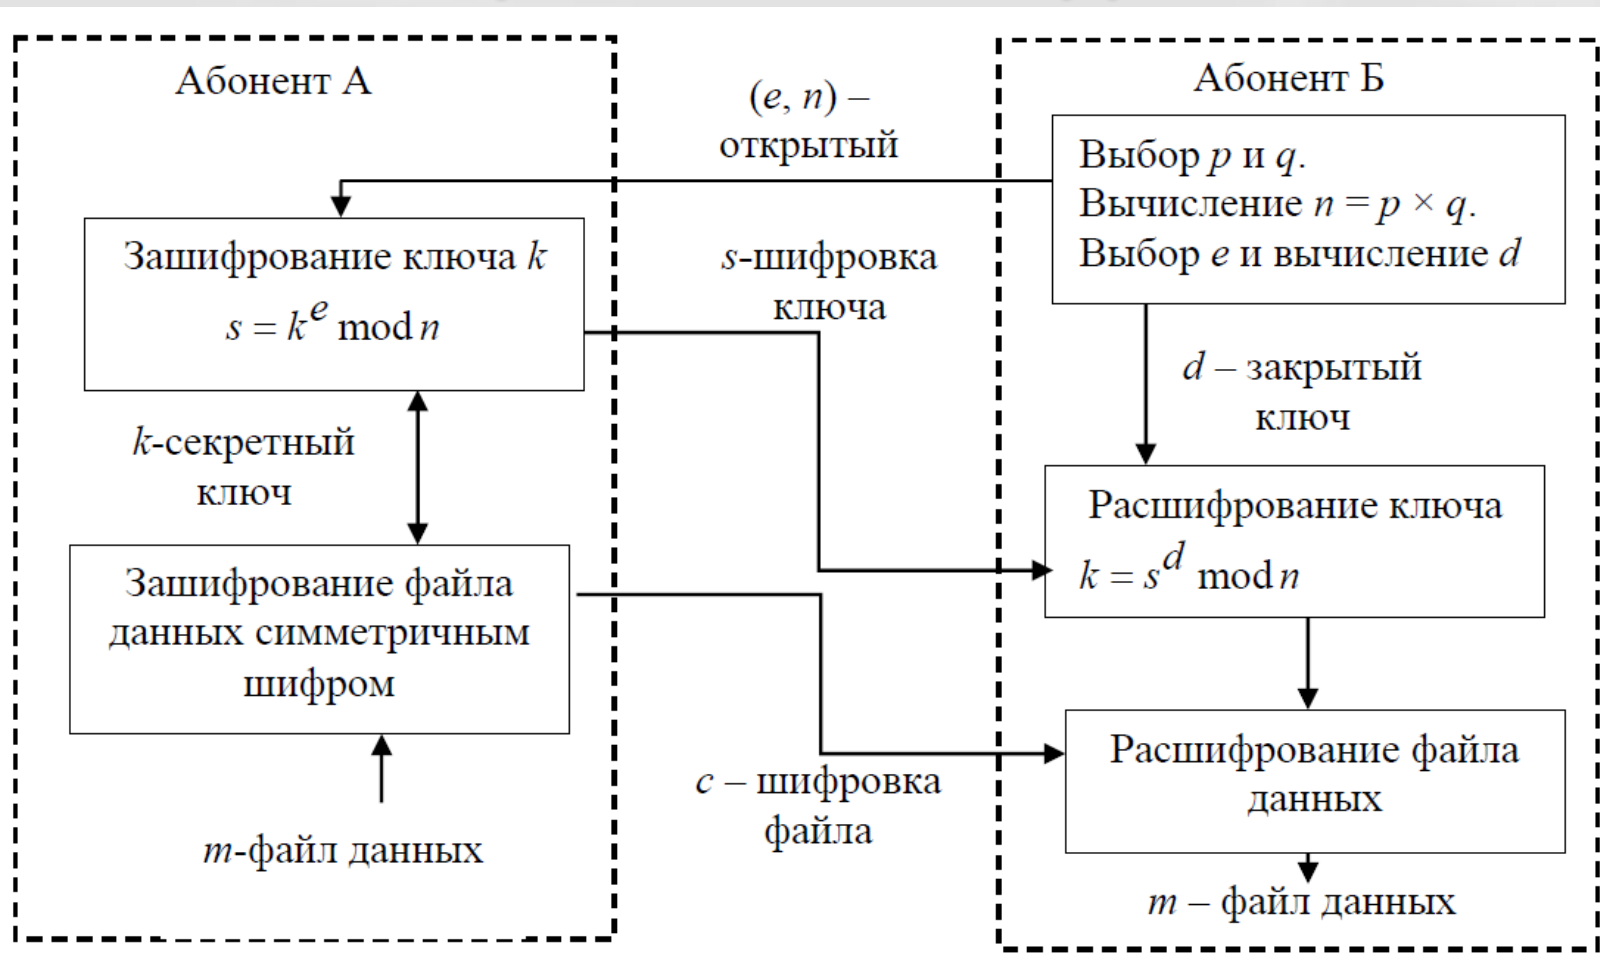 Абонент А
(e, n) –
открытый
Абонент Б
Выбор p и q.
Вычисление n = p × q.
Выбор e и вычисление d
Зашифрование ключа k
s = k^e mod n
s-шифровка
ключа
d – закрытый
ключ
k-секретный
ключ
Расшифрование ключа
k = s^d mod n
Зашифрование файла
данных симметричным
шифром
c – шифровка
файла
Расшифрование файла
данных
m-файл данных
m – файл данных